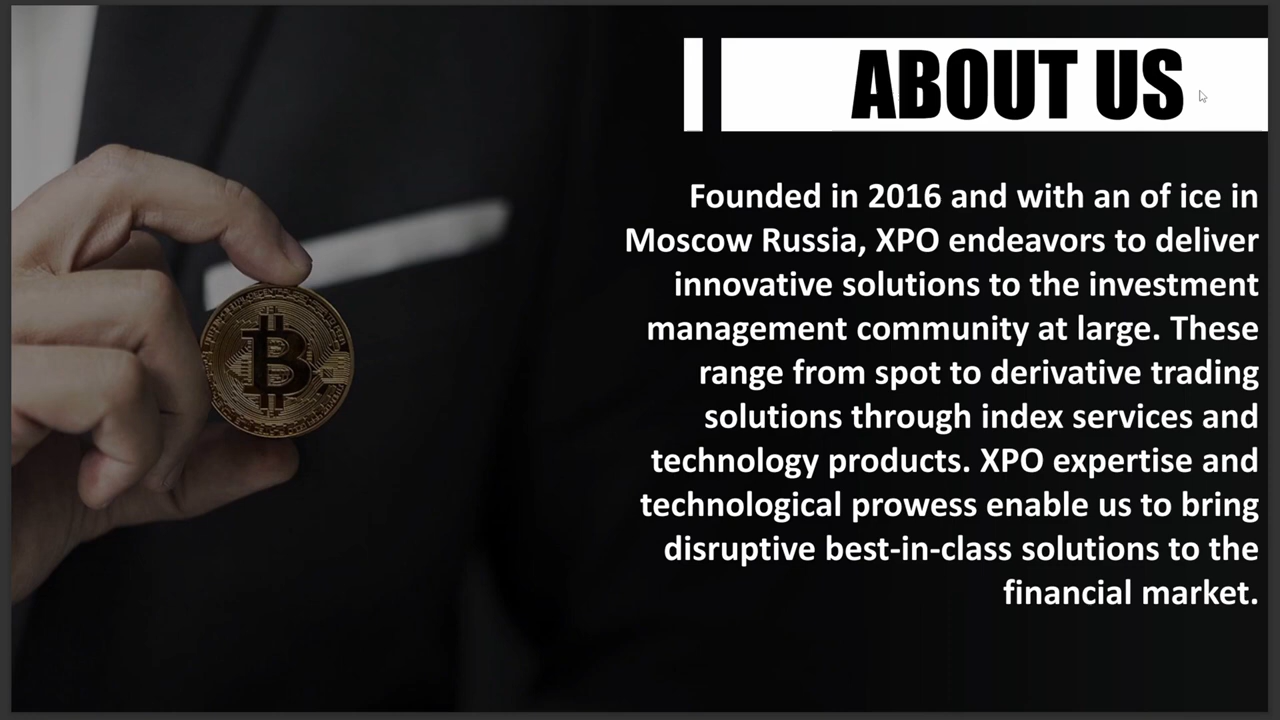 ABOUT US
Founded in 2016 and with an of ice in
Moscow Russia, XPO endeavors to deliver
innovative solutions to the investment
management community at large. These
range from spot to derivative trading
solutions through index services and
technology products. XPO expertise and
technological prowess enable us to bring
disruptive best-in-class solutions to the
financial market.